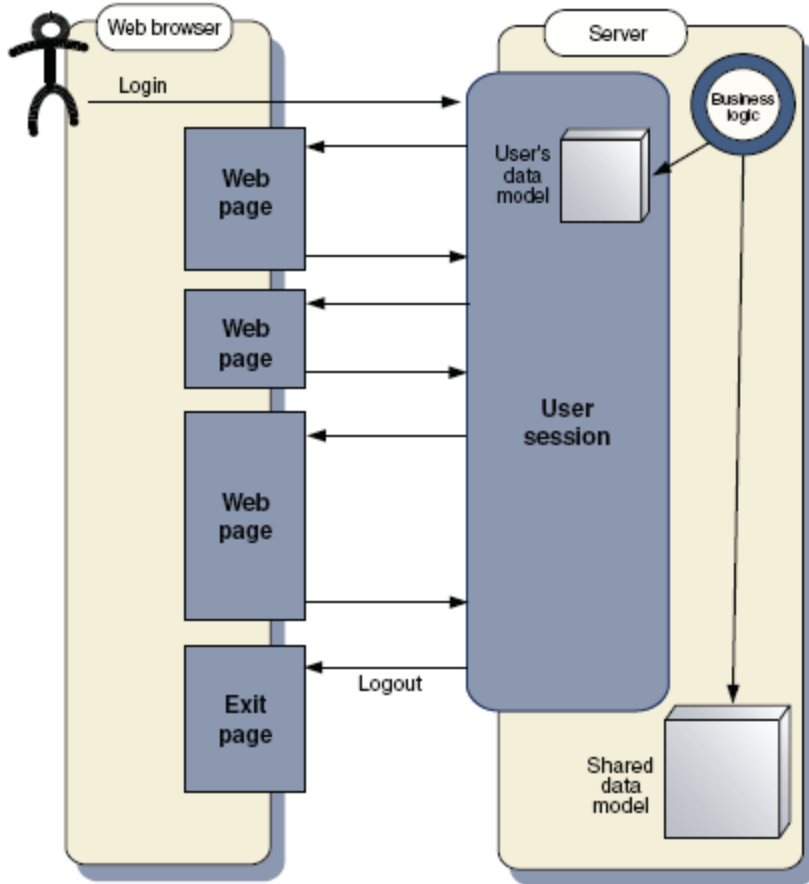 Web browser
Server
Login
Business
logic
User's
data
model
Web
page
Web
page
User
session
Web
page
Logout
Exit
page
Shared
data
model